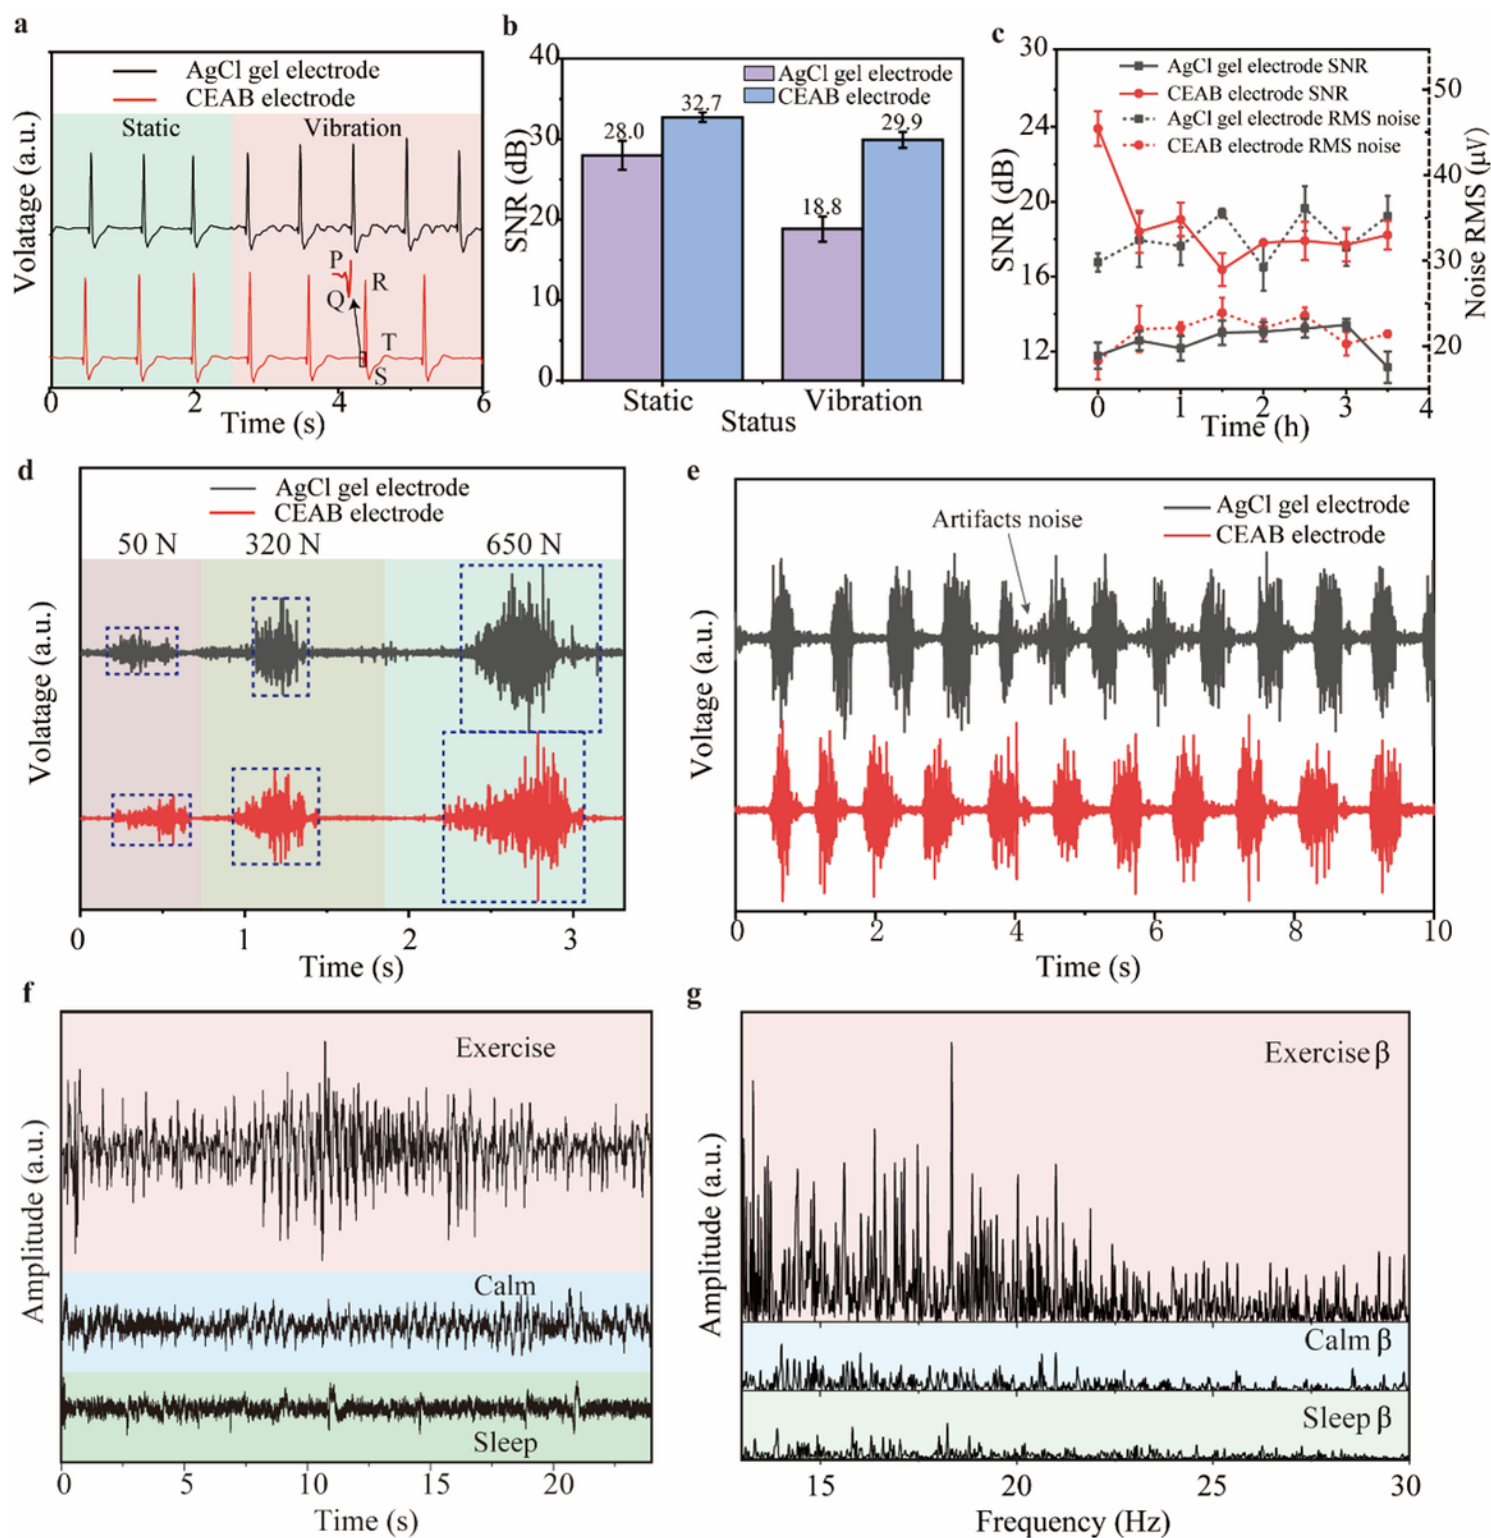 a
AgCl gel electrode
CEAB electrode
Static
Vibration
P
Q
R
T
S
Volatage (a.u.)
0
2
4
6
Time (s)
b
40
30
20
10
0
SNR (dB)
AgCl gel electrode
CEAB electrode
28.0
32.7
18.8
29.9
Static
Vibration
Status
c
30
24
20
16
12
SNR (dB)
AgCl gel electrode SNR
CEAB electrode SNR
AgCl gel electrode RMS noise
CEAB electrode RMS noise
50
40
30
20
Noise RMS (μV)
0
1
2
3
4
Time (h)
d
AgCl gel electrode
CEAB electrode
50 N
320 N
650 N
Volatage (a.u.)
0
1
2
3
Time (s)
e
AgCl gel electrode
CEAB electrode
Artifacts noise
Voltage (a.u.)
0
2
4
6
8
10
Time (s)
f
Exercise
Calm
Sleep
Amplitude (a.u.)
0
5
10
15
20
Time (s)
g
Exercise β
Calm β
Sleep β
Amplitude (a.u.)
15
20
25
30
Frequency (Hz)